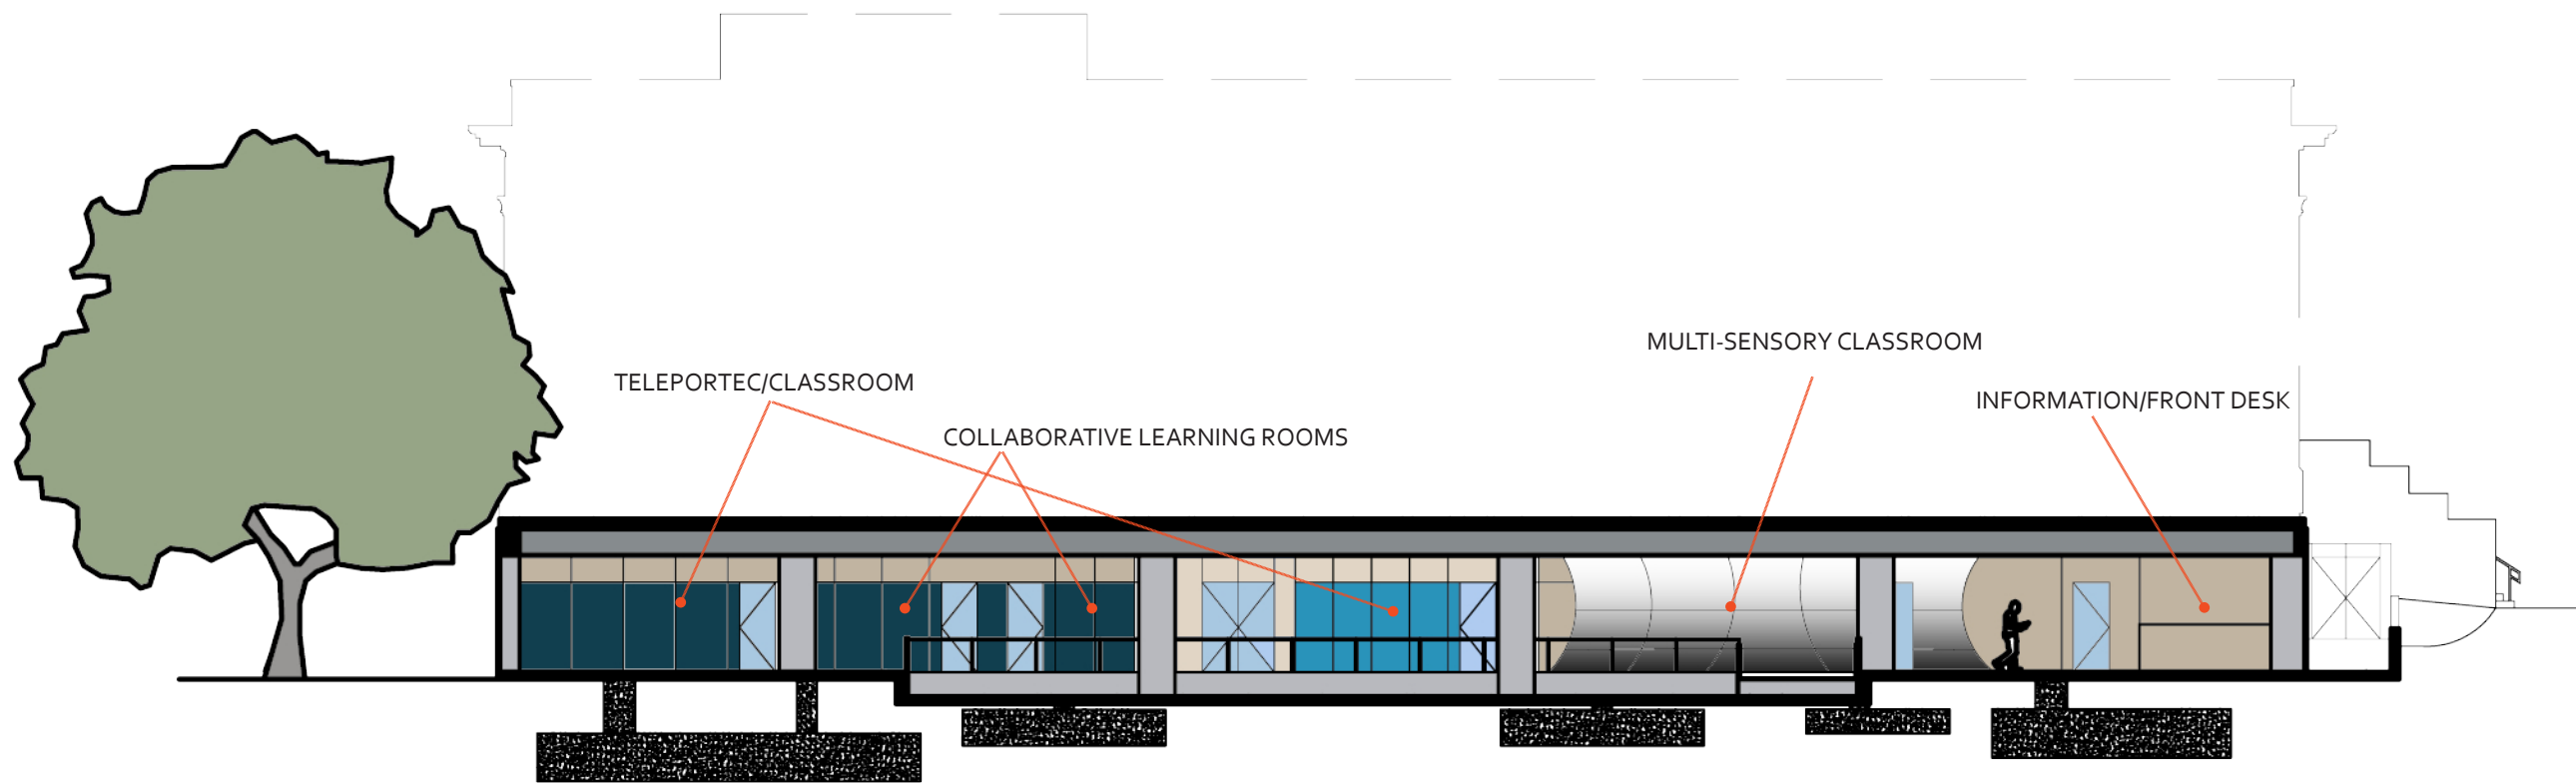 MULTI-SENSORY CLASSROOM
TELEPORTEC/CLASSROOM
INFORMATION/FRONT DESK
COLLABORATIVE LEARNING ROOMS